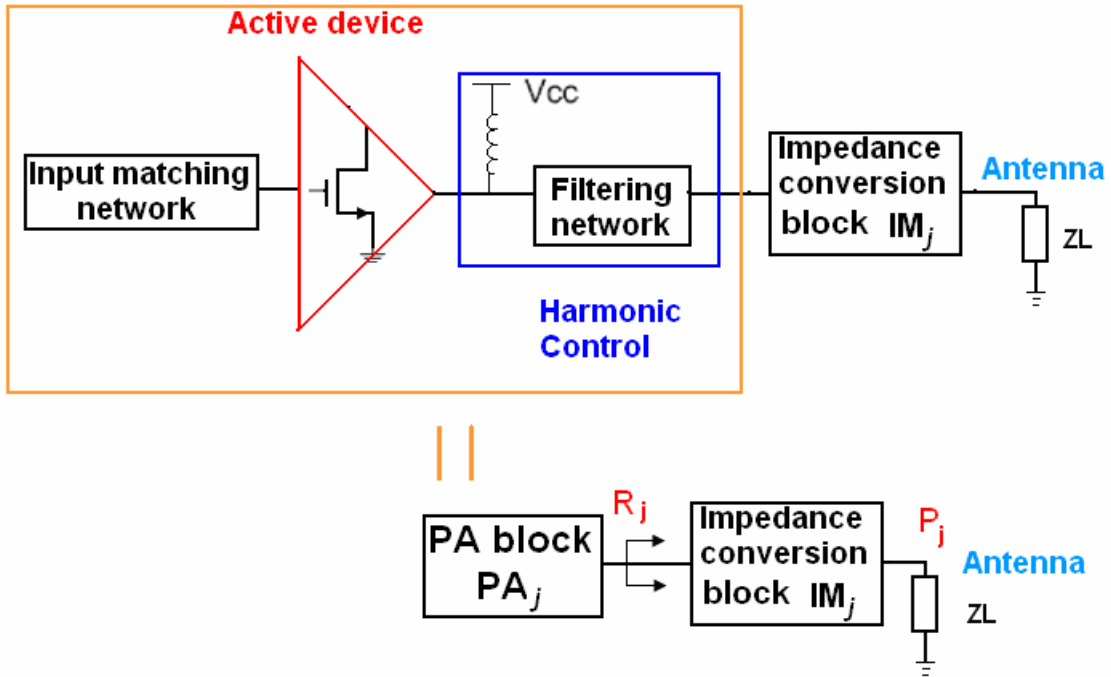 Active device
Vcc
Input matching
network
Filtering
network
Impedance
conversion
block IMj
Antenna
ZL
Harmonic
Control
PA block
PAj
Rj
Impedance
conversion
block IMj
Pj
Antenna
ZL